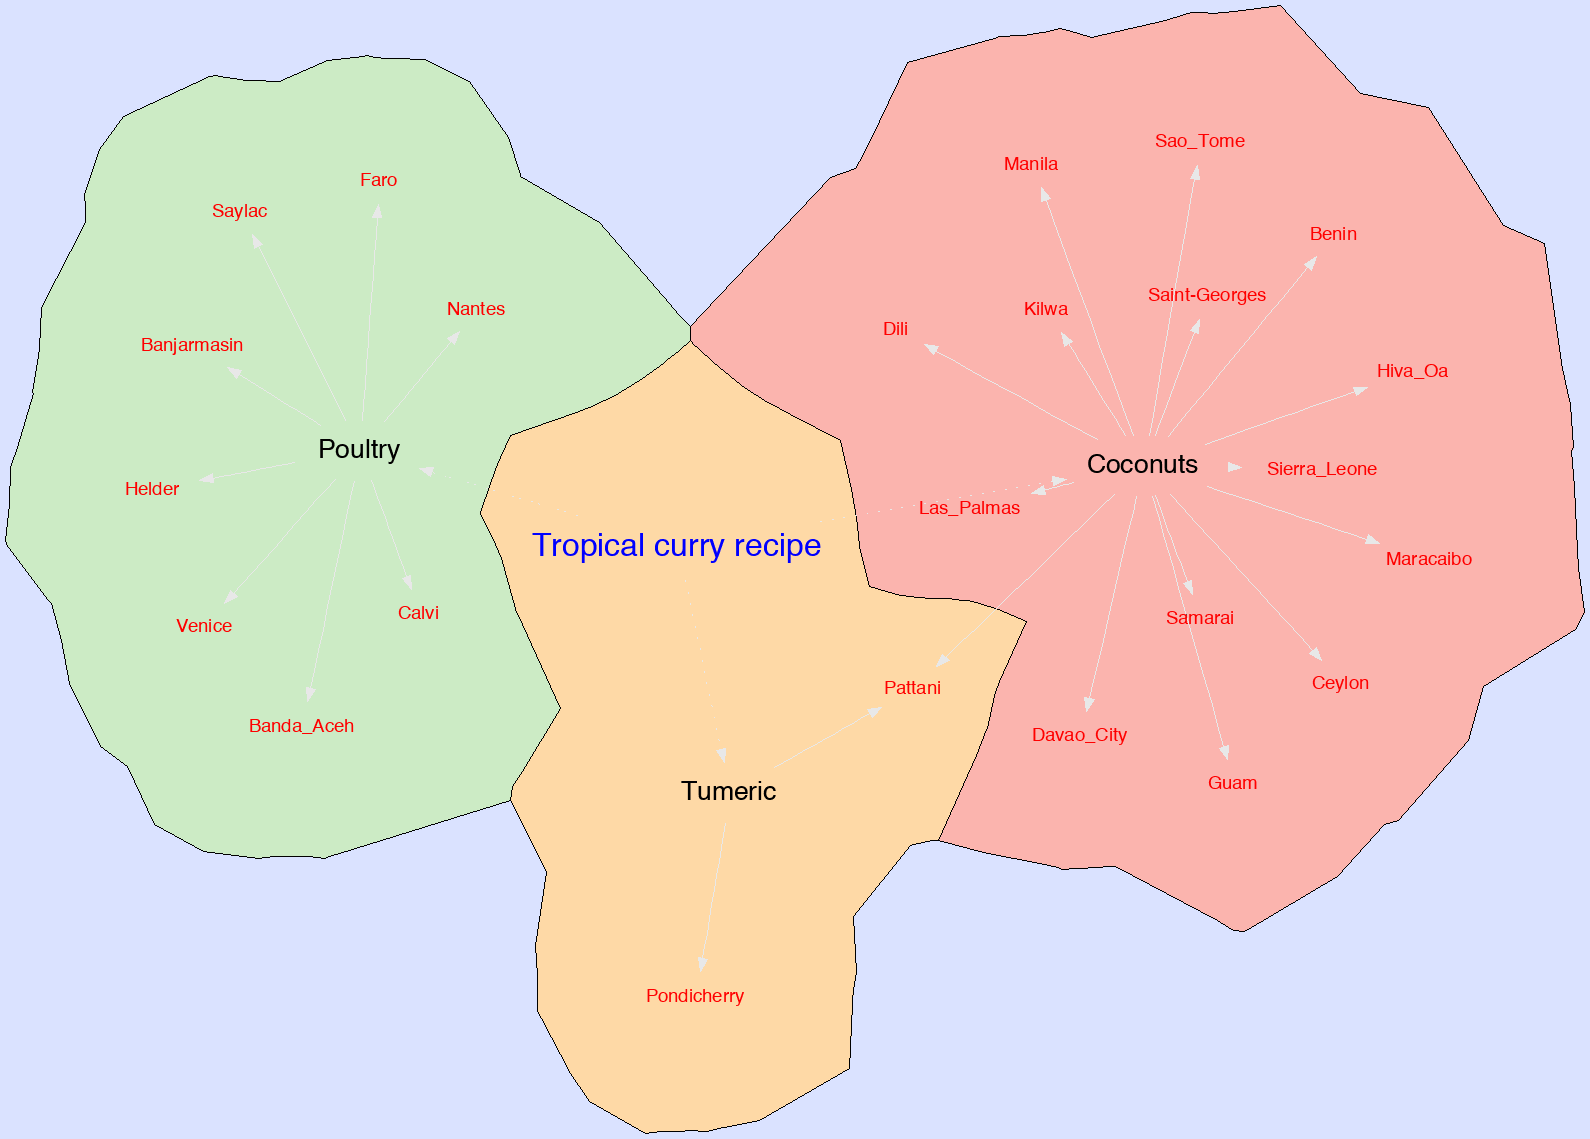 Sao_Tome
Manila
Faro
Saylac
Benin
Saint-Georges
Nantes
Kilwa
Dili
Banjarmasin
Hiva_Oa
Poultry
Coconuts
Sierra_Leone
Helder
Las_Palmas
Tropical curry recipe
Maracaibo
Calvi
Samarai
Venice
Ceylon
Pattani
Banda_Aceh
Davao_City
Guam
Tumeric
Pondicherry